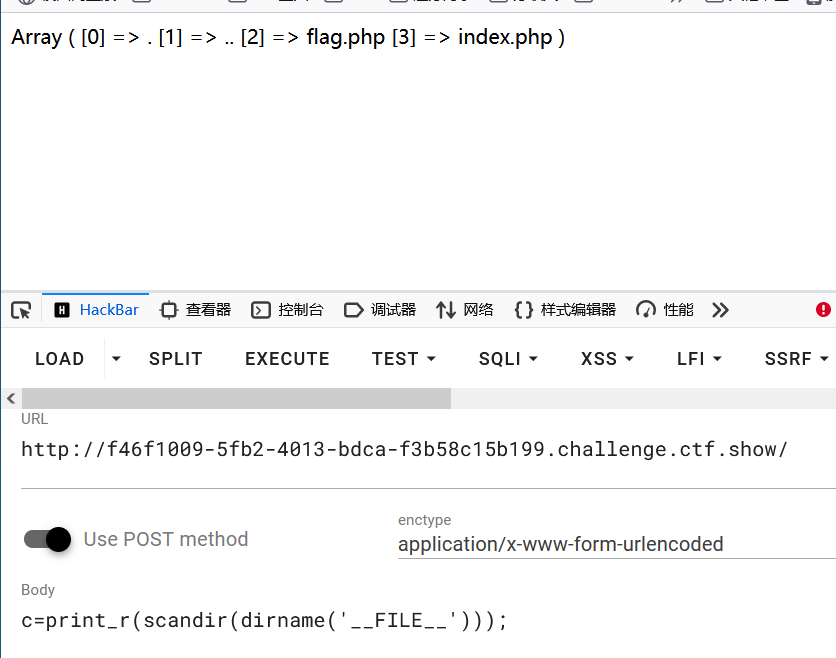 Array ( [0] => . [1] => .. [2] => flag.php [3] => index.php )
HackBar 查看器 控制台 调试器 网络 样式编辑器 性能
LOAD SPLIT EXECUTE TEST SQLI XSS LFI SSRF
URL
http://f46f1009-5fb2-4013-bdca-f3b58c15b199.challenge.ctf.show/
Use POST method
enctype
application/x-www-form-urlencoded
Body
c=print_r(scandir(dirname('__FILE__')));